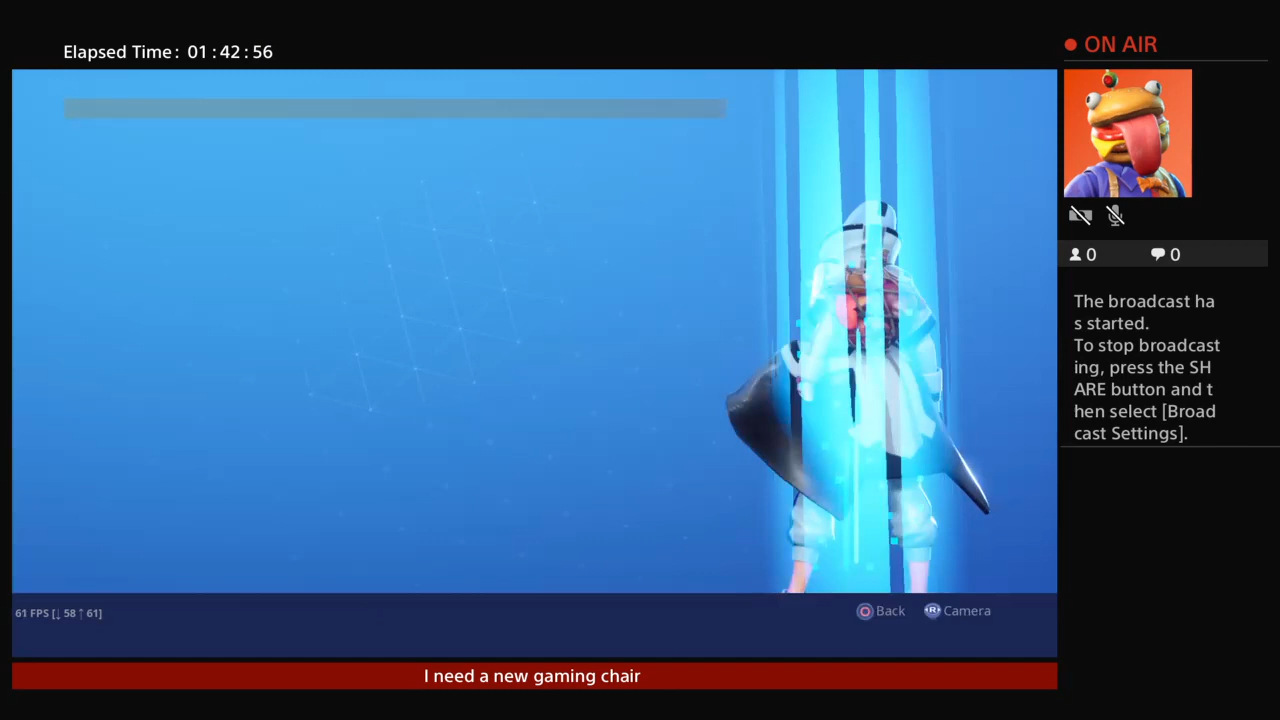 Elapsed Time: 01:42:56
ON AIR
0 0
The broadcast ha
s started.
To stop broadcast
ing, press the SH
ARE button and t
hen select [Broad
cast Settings].
61 FPS [↓ 58 ↑ 61]
Back R Camera
I need a new gaming chair